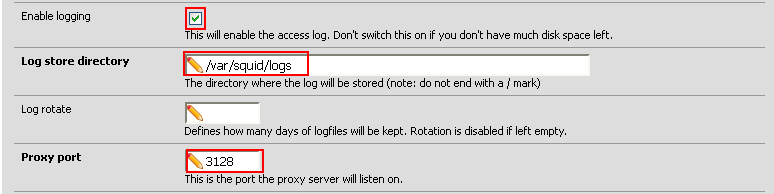 Enable logging
This will enable the access log. Don't switch this on if you don't have much disk space left.
Log store directory
/var/squid/logs
The directory where the log will be stored (note: do not end with a / mark)
Log rotate
Defines how many days of logfiles will be kept. Rotation is disabled if left empty.
Proxy port
3128
This is the port the proxy server will listen on.